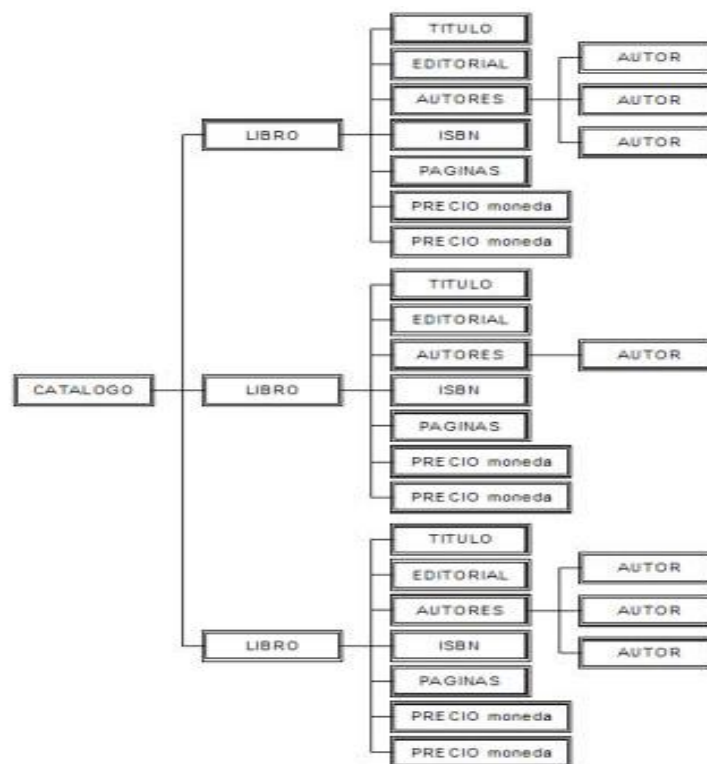 CATALOGO
LIBRO
TITULO
EDITORIAL
AUTORES
AUTOR
AUTOR
AUTOR
ISBN
PAGINAS
PRECIO moneda
PRECIO moneda
LIBRO
TITULO
EDITORIAL
AUTORES
AUTOR
ISBN
PAGINAS
PRECIO moneda
PRECIO moneda
LIBRO
TITULO
EDITORIAL
AUTORES
AUTOR
AUTOR
AUTOR
ISBN
PAGINAS
PRECIO moneda
PRECIO moneda